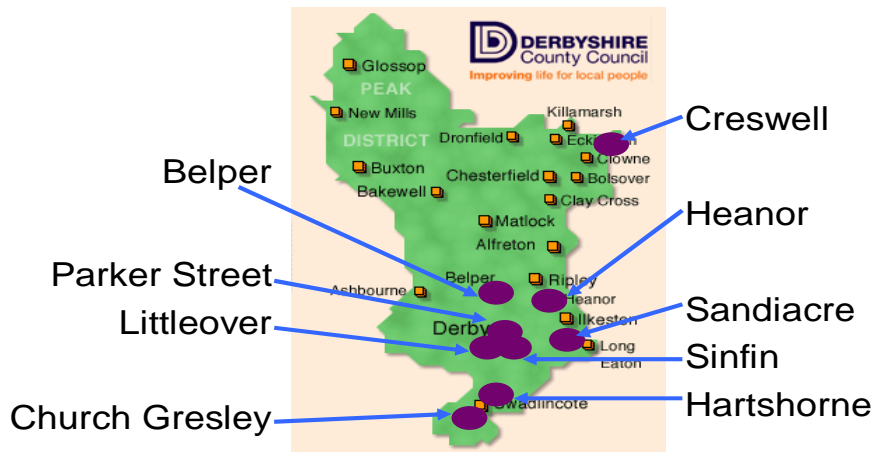 DERBYSHIRE
County Council
Improving life for local people
Glossop
PEAK
New Mills
Killamarsh
Creswell
DISTRICT
Dronfield
Clowne
Belper
Buxton
Chesterfield
Bolsover
Bakewell
Clay Cross
Heanor
Matlock
Alfreton
Parker Street
Belper
Ripley
Ashbourne
Heanor
Sandiacre
Littleover
Derby
Ilkeston
Long
Eaton
Sinfin
Hartshorne
Swadlincote
Church Gresley